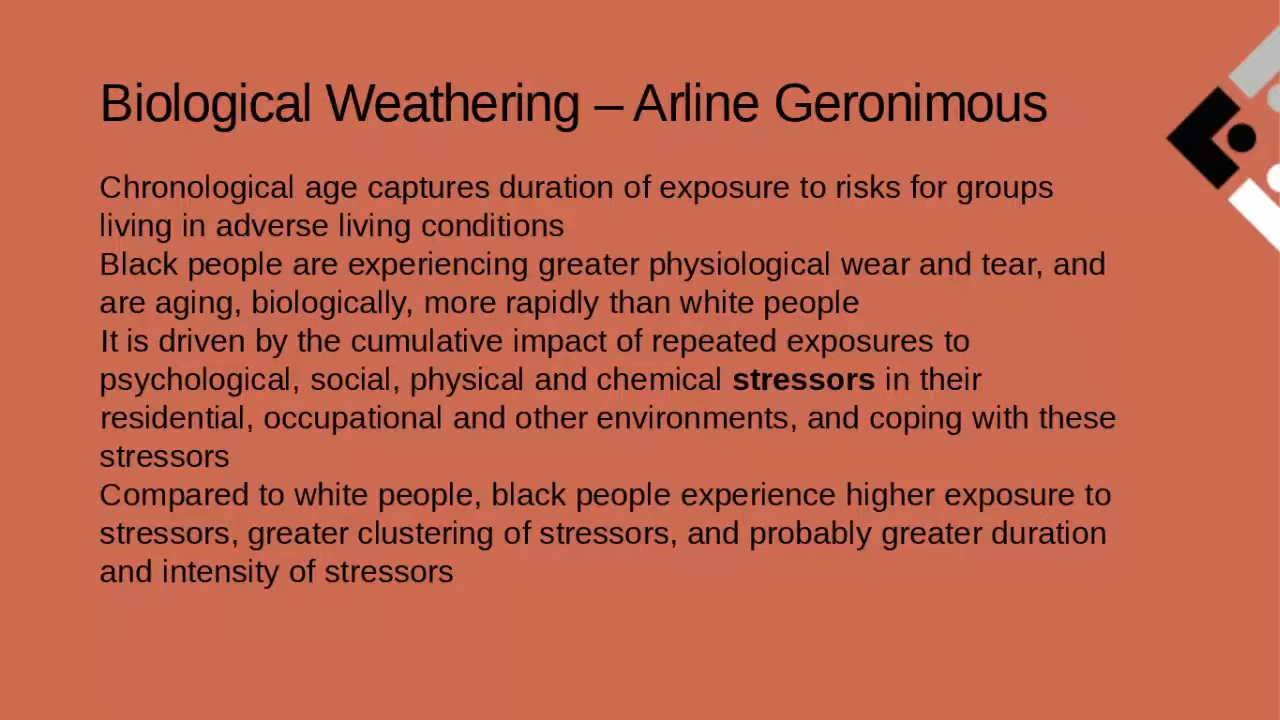 Biological Weathering – Arline Geronimous
Chronological age captures duration of exposure to risks for groups
living in adverse living conditions
Black people are experiencing greater physiological wear and tear, and
are aging, biologically, more rapidly than white people
It is driven by the cumulative impact of repeated exposures to
psychological, social, physical and chemical stressors in their
residential, occupational and other environments, and coping with these
stressors
Compared to white people, black people experience higher exposure to
stressors, greater clustering of stressors, and probably greater duration
and intensity of stressors